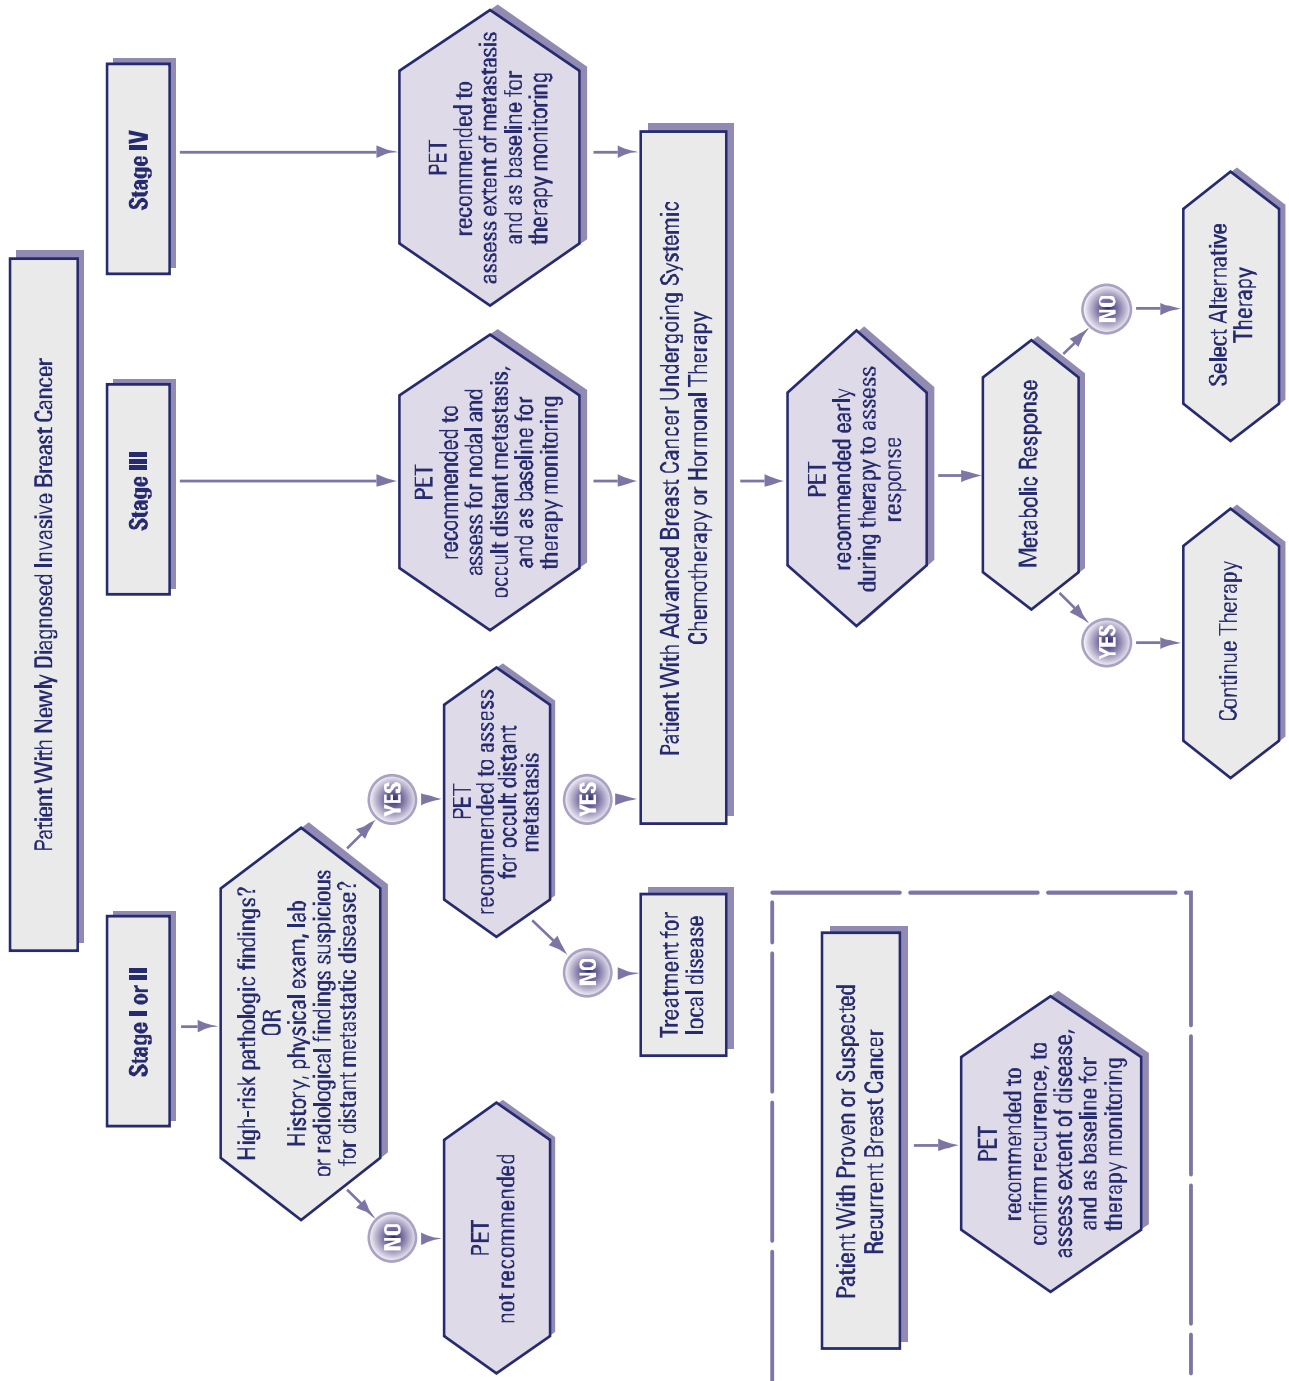 Patient With Newly Diagnosed Invasive Breast Cancer
Stage I or II
Stage III
Stage IV
High-risk pathologic findings?
OR
History, physical exam, lab
or radiological findings suspicious
for distant metastatic disease?
NO
YES
PET
not recommended
PET
recommended to assess
for occult distant
metastasis
PET
recommended to
assess for nodal and
occult distant metastasis,
and as baseline for
therapy monitoring
PET
recommended to
assess extent of metastasis
and as baseline for
therapy monitoring
NO
YES
Treatment for
local disease
Patient With Advanced Breast Cancer Undergoing Systemic
Chemotherapy or Hormonal Therapy
PET
recommended early
during therapy to assess
response
Metabolic Response
YES
NO
Continue Therapy
Select Alternative
Therapy
Patient With Proven or Suspected
Recurrent Breast Cancer
PET
recommended to
confirm recurrence, to
assess extent of disease,
and as baseline for
therapy monitoring